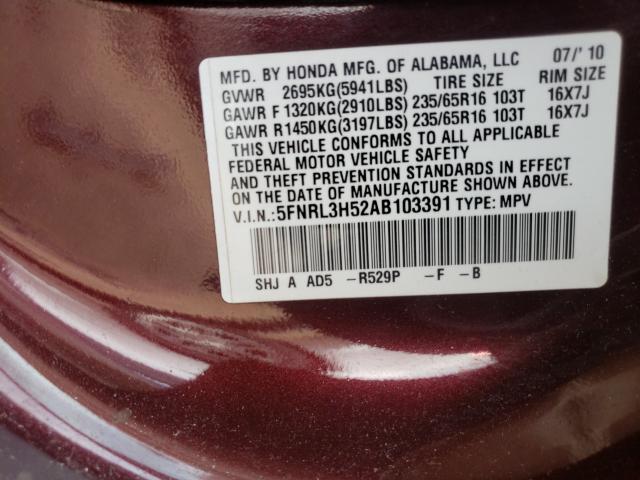 MFD. BY HONDA MFG. OF ALABAMA, LLC 07/' 10
GVWR 2695KG(5941LBS) TIRE SIZE RIM SIZE
GAWR F 1320KG(2910LBS) 235/65R16 103T 16X7J
GAWR R1450KG(3197LBS) 235/65R16 103T 16X7J
THIS VEHICLE CONFORMS TO ALL APPLICABLE
FEDERAL MOTOR VEHICLE SAFETY
AND THEFT PREVENTION STANDARDS IN EFFECT
ON THE DATE OF MANUFACTURE SHOWN ABOVE.
V.I.N.:5FNRL3H52AB103391 TYPE: MPV
SHJ A AD5 -R529P -F -B